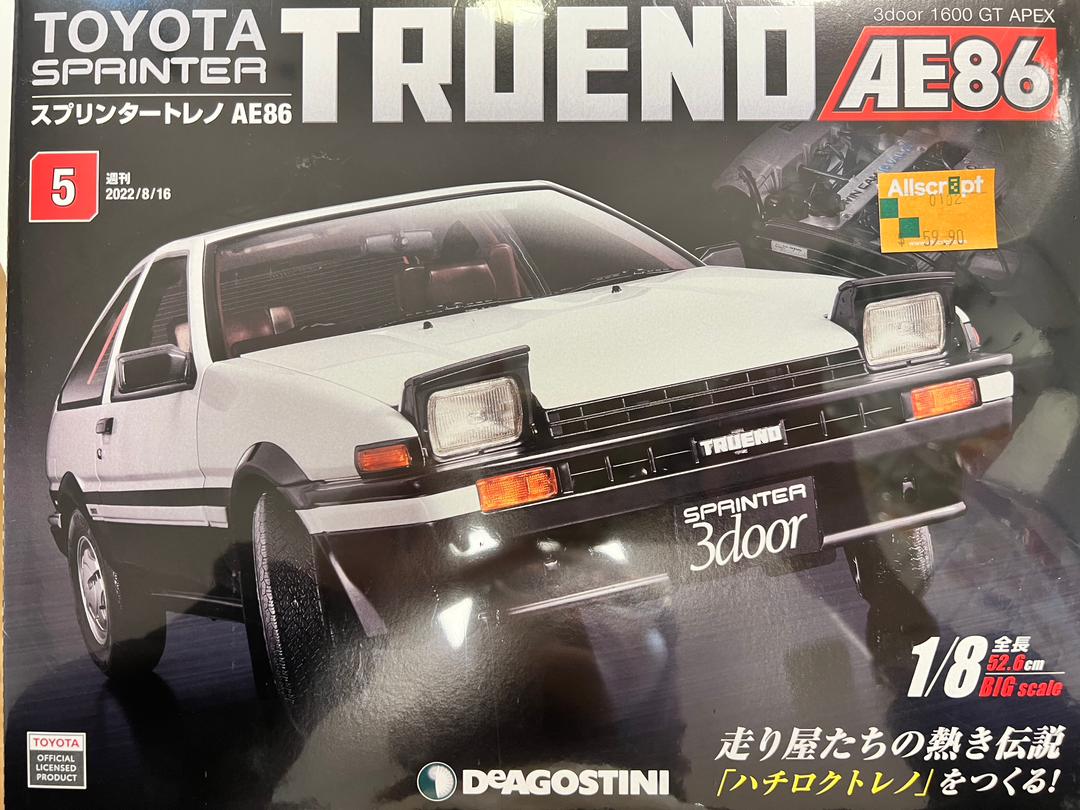 TOYOTA
SPRINTER
スプリンタートレノ AE86
TRUENO
3door 1600 GT APEX
AE86
5
週刊
2022/8/16
Allscript
0182
$ 59.90
TRUENO
SPRINTER
3door
1/8
全長
52.6cm
BIG scale
走り屋たちの熱き伝説
「ハチロクトレノ」をつくる!
TOYOTA
OFFICIAL
LICENSED
PRODUCT
DeAGOSTINI